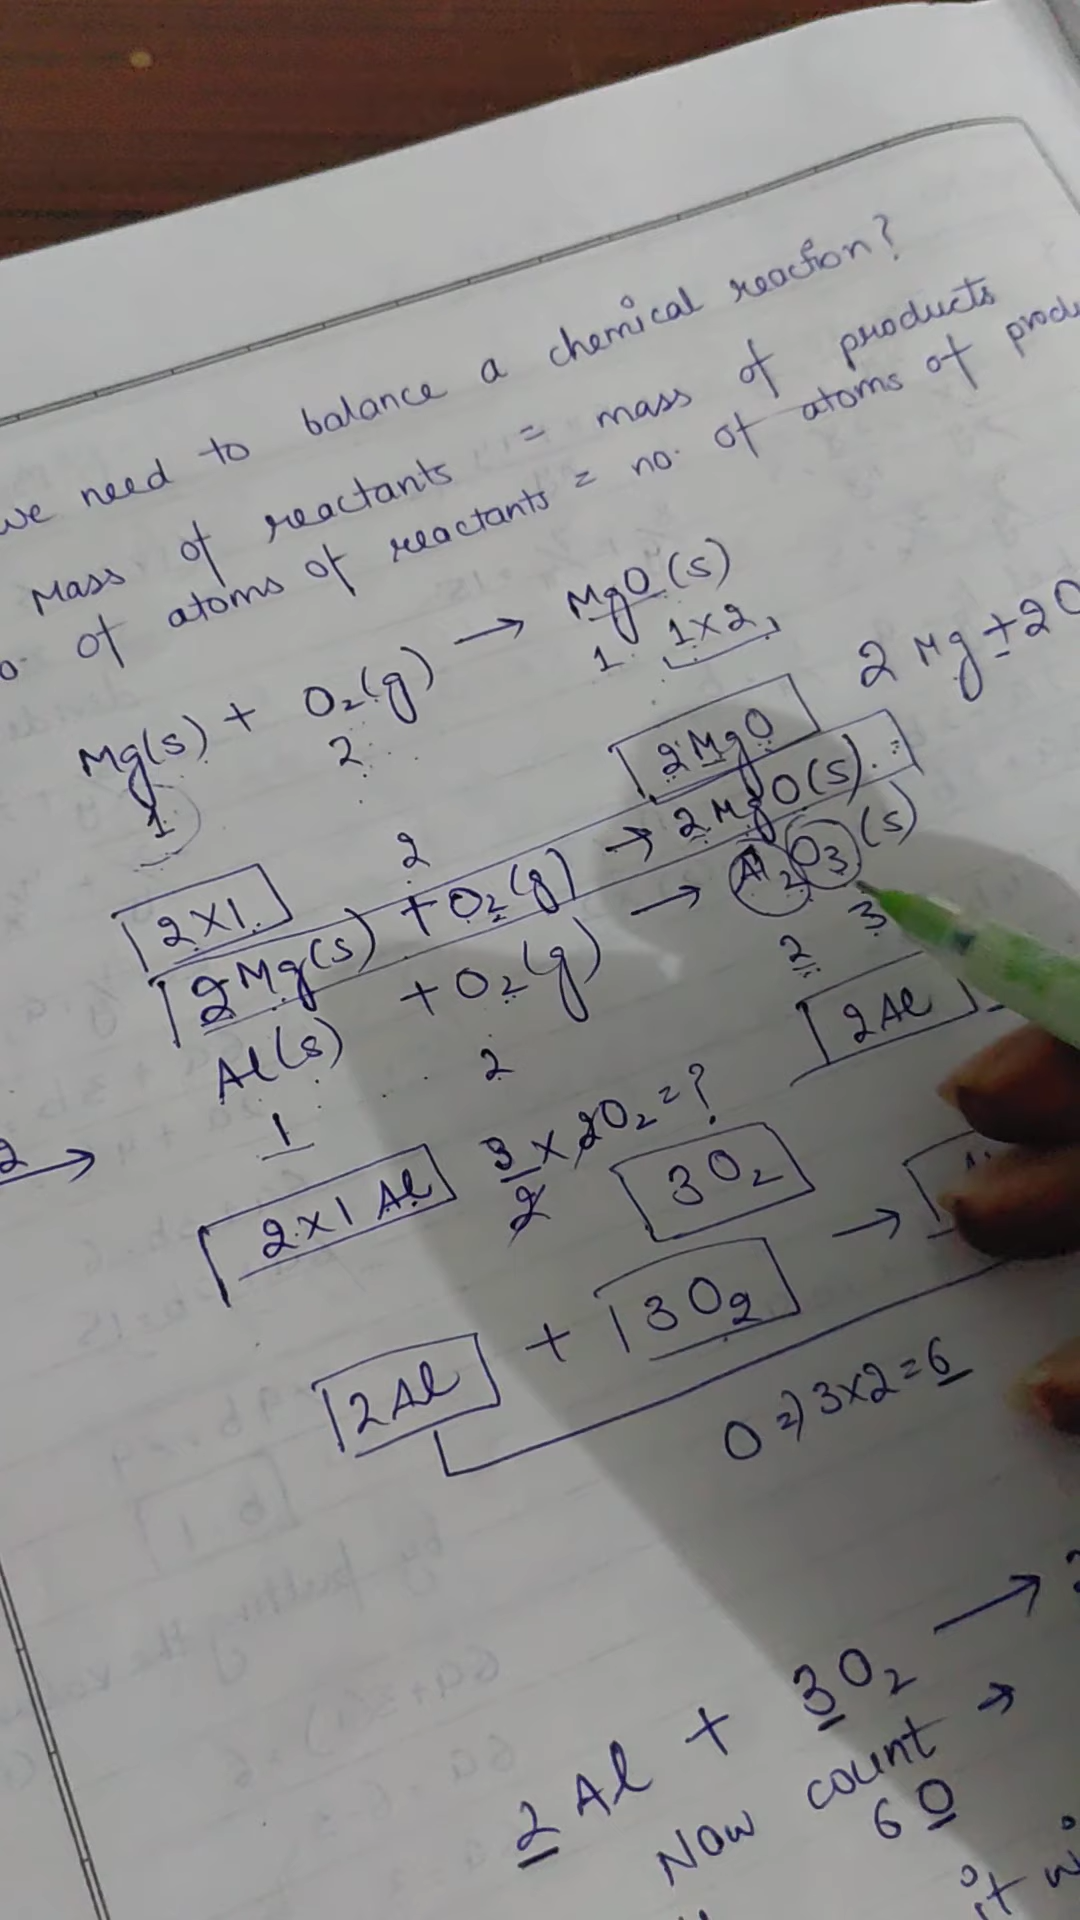 we need to balance a chemical reaction?
Mass of reactants = mass of products
of atoms of reactants = no. of atoms of produ
Mg(s) + O₂(g) → MgO(s)
1 2 1 1×2
2MgO
2 Mg + 2O
2×1 2
2Mg(s) + O₂(g) → 2MgO(s)
Al(s) + O₂(g) → Al₂O₃(s)
1 2 2 3
2Al
2 →
2×1 Al 3/2 × 2O₂ = ?
3O₂
2Al + 3O₂ →
O ⇒ 3×2=6
2Al + 3O₂ →
Now count →
6O
it